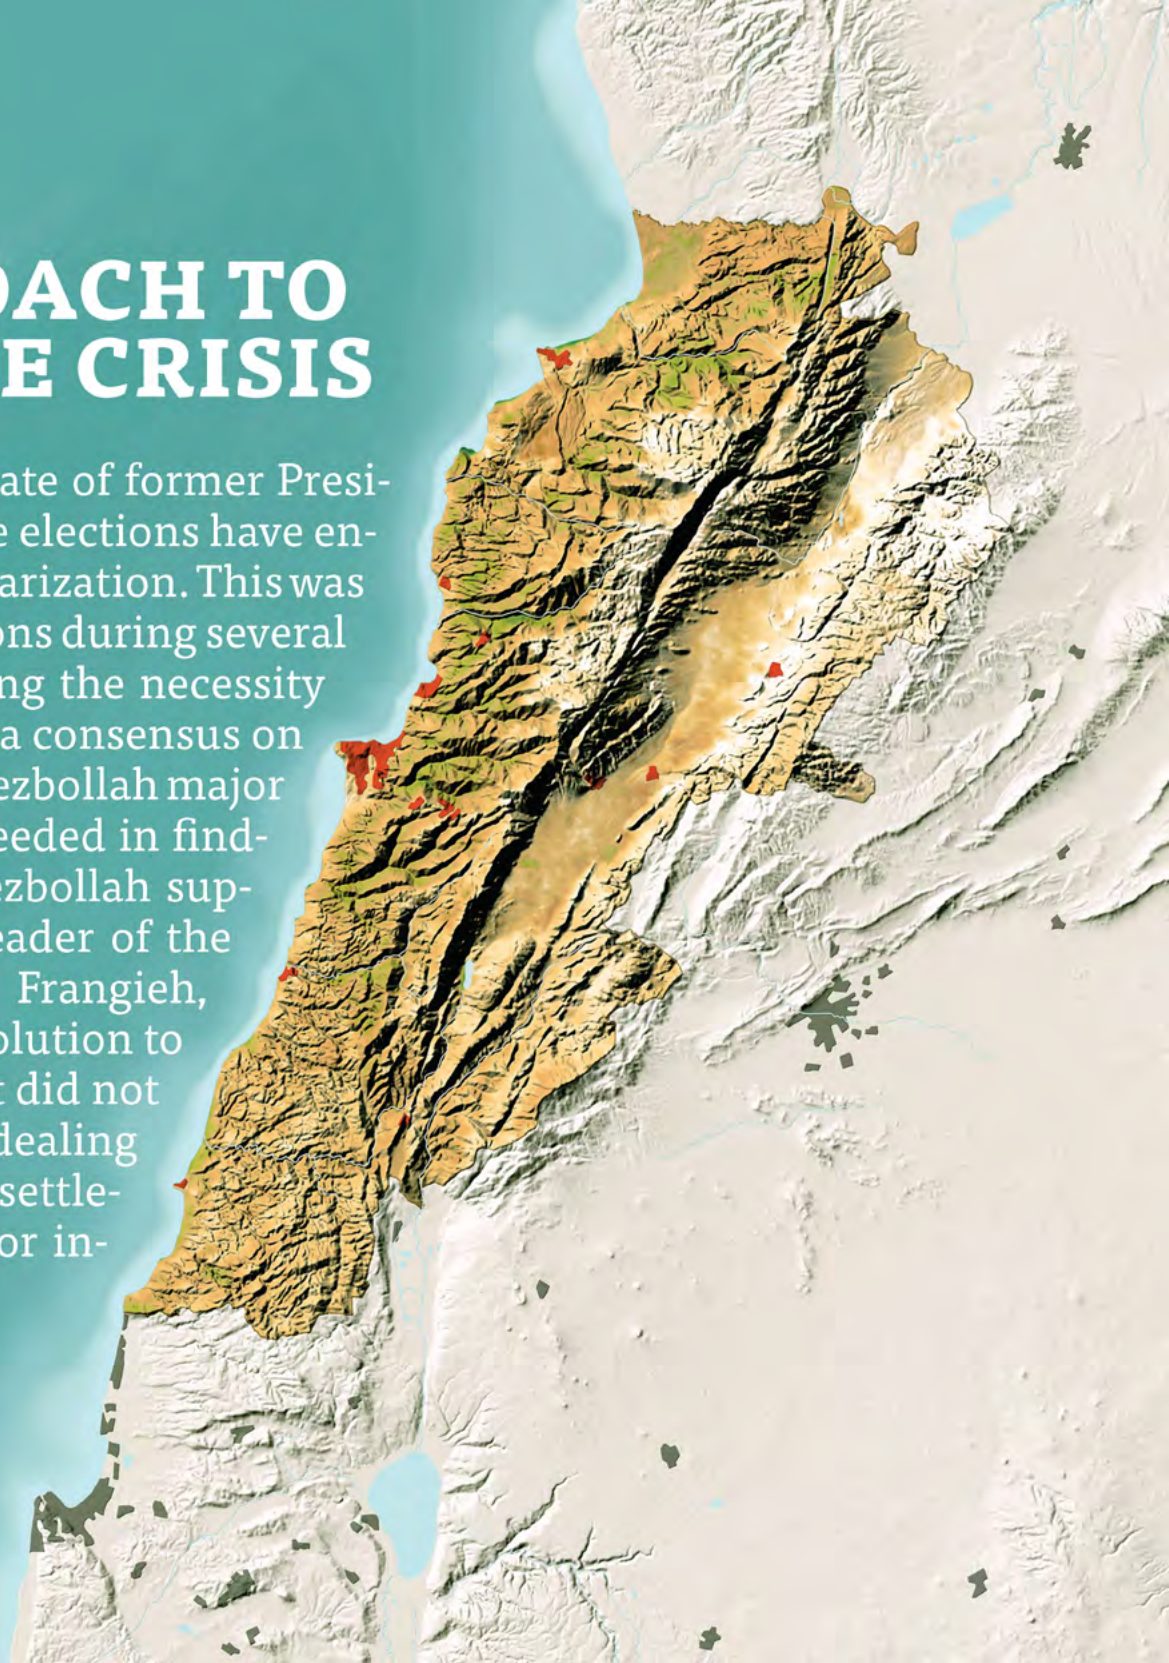 OACH TO
E CRISIS
ate of former Presi-
e elections have en-
arization. This was
ons during several
ng the necessity
a consensus on
ezbollah major
eeded in find-
ezbollah sup-
eader of the
Frangieh,
olution to
t did not
dealing
settle-
or in-